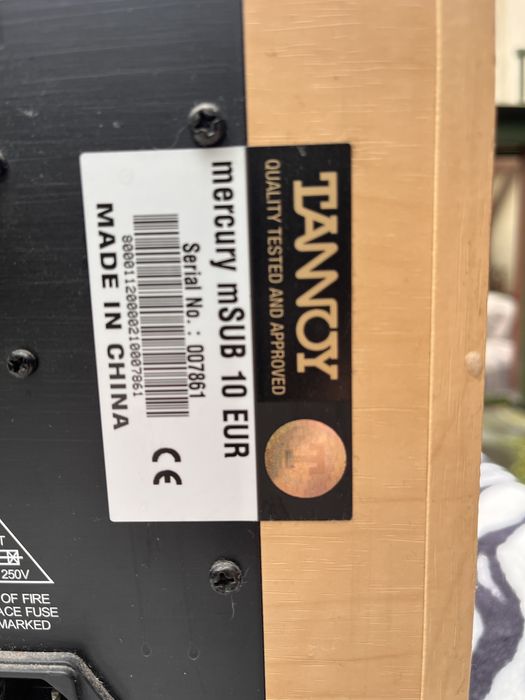 TANNOY
QUALITY TESTED AND APPROVED
mercury mSUB 10 EUR
Serial No. : 007861
8000011200000210007861
MADE IN CHINA
CE
T
250V
OF FIRE
ACE FUSE
MARKED